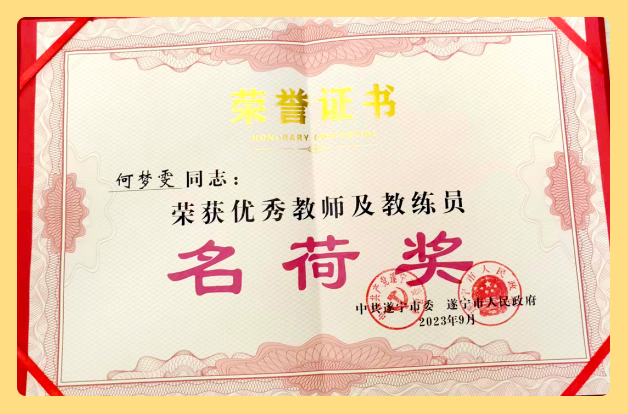 荣誉证书
HONORARY CREDENTIAL
何梦雯 同志：
荣获优秀教师及教练员
名荷奖
中共遂宁市委 遂宁市人民政府
2023年9月